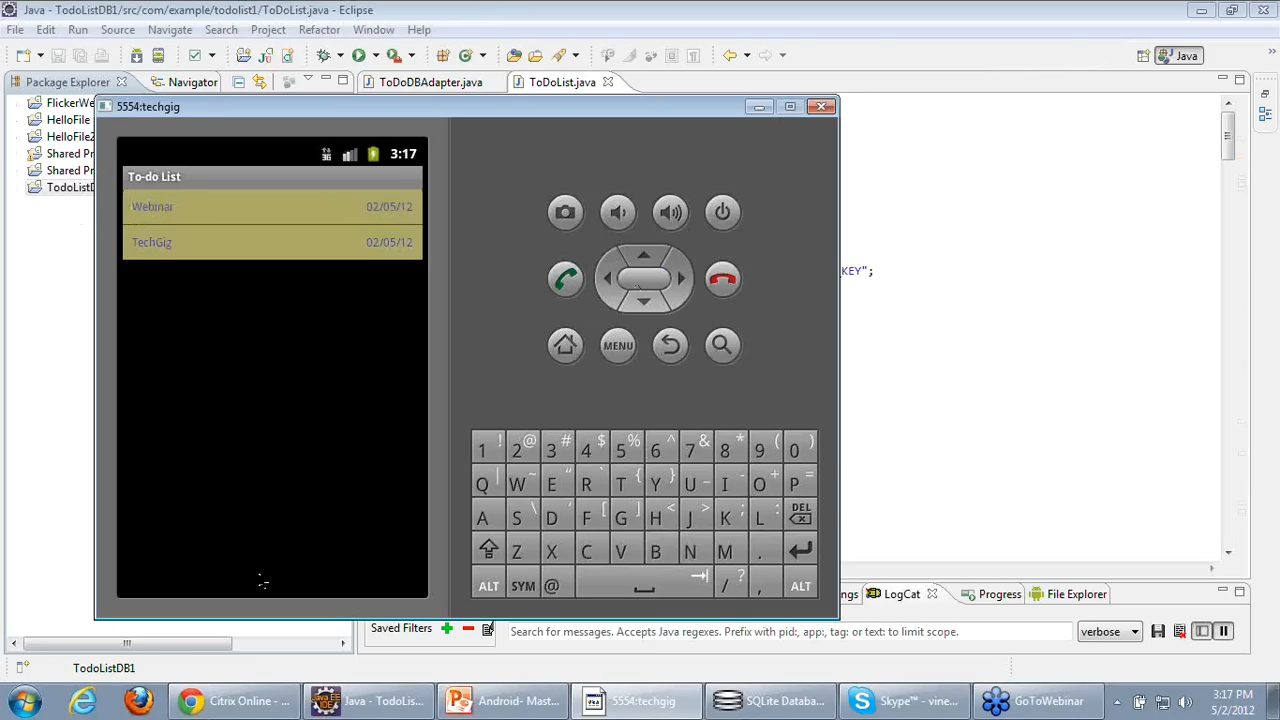 Java - TodoListDB1/src/com/example/todolist1/ToDoList.java - Eclipse
File Edit Run Source Navigate Search Project Refactor Window Help
Java
Package Explorer Navigator ToDoDBAdapter.java ToDoList.java
FlickerWe
HelloFile
HelloFile2
Shared Pr
Shared Pr
TodoListD
5554:techgig
3G 3:17
To-do List
Webinar 02/05/12
TechGig 02/05/12
MENU
KEY";
1 ! 2 @ 3 # 4 $ 5 % 6 ^ 7 & 8 * 9 ( 0 )
Q | W ~ E " R ` T { Y } U _ I - O + P =
A S \ D ' F [ G ] H < J > K ; L : DEL
Z X C V B N M .
ALT SYM @ / ? , ALT
ngs LogCat Progress File Explorer
Saved Filters Search for messages. Accepts Java regexes. Prefix with pid:, app:, tag: or text: to limit scope. verbose
TodoListDB1
Citrix Online - ... Java - TodoLis... Android- Mast... 5554:techgig SQLite Databa... Skype™ - vine... GoToWebinar
3:17 PM
5/2/2012